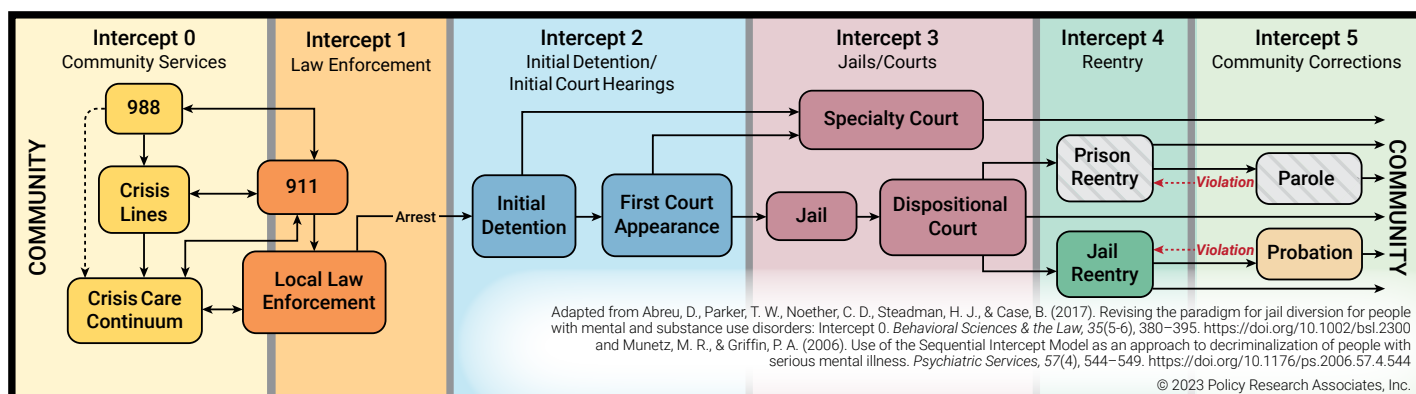 Intercept 0
Community Services
Intercept 1
Law Enforcement
Intercept 2
Initial Detention/
Initial Court Hearings
Intercept 3
Jails/Courts
Intercept 4
Reentry
Intercept 5
Community Corrections
COMMUNITY
988
Crisis
Lines
Crisis Care
Continuum
911
Local Law
Enforcement
Arrest
Initial
Detention
First Court
Appearance
Specialty Court
Jail
Dispositional
Court
Prison
Reentry
Violation
Parole
Jail
Reentry
Violation
Probation
COMMUNITY
Adapted from Abreu, D., Parker, T. W., Noether, C. D., Steadman, H. J., & Case, B. (2017). Revising the paradigm for jail diversion for people
with mental and substance use disorders: Intercept 0. Behavioral Sciences & the Law, 35(5-6), 380–395. https://doi.org/10.1002/bsl.2300
and Munetz, M. R., & Griffin, P. A. (2006). Use of the Sequential Intercept Model as an approach to decriminalization of people with
serious mental illness. Psychiatric Services, 57(4), 544–549. https://doi.org/10.1176/ps.2006.57.4.544
© 2023 Policy Research Associates, Inc.